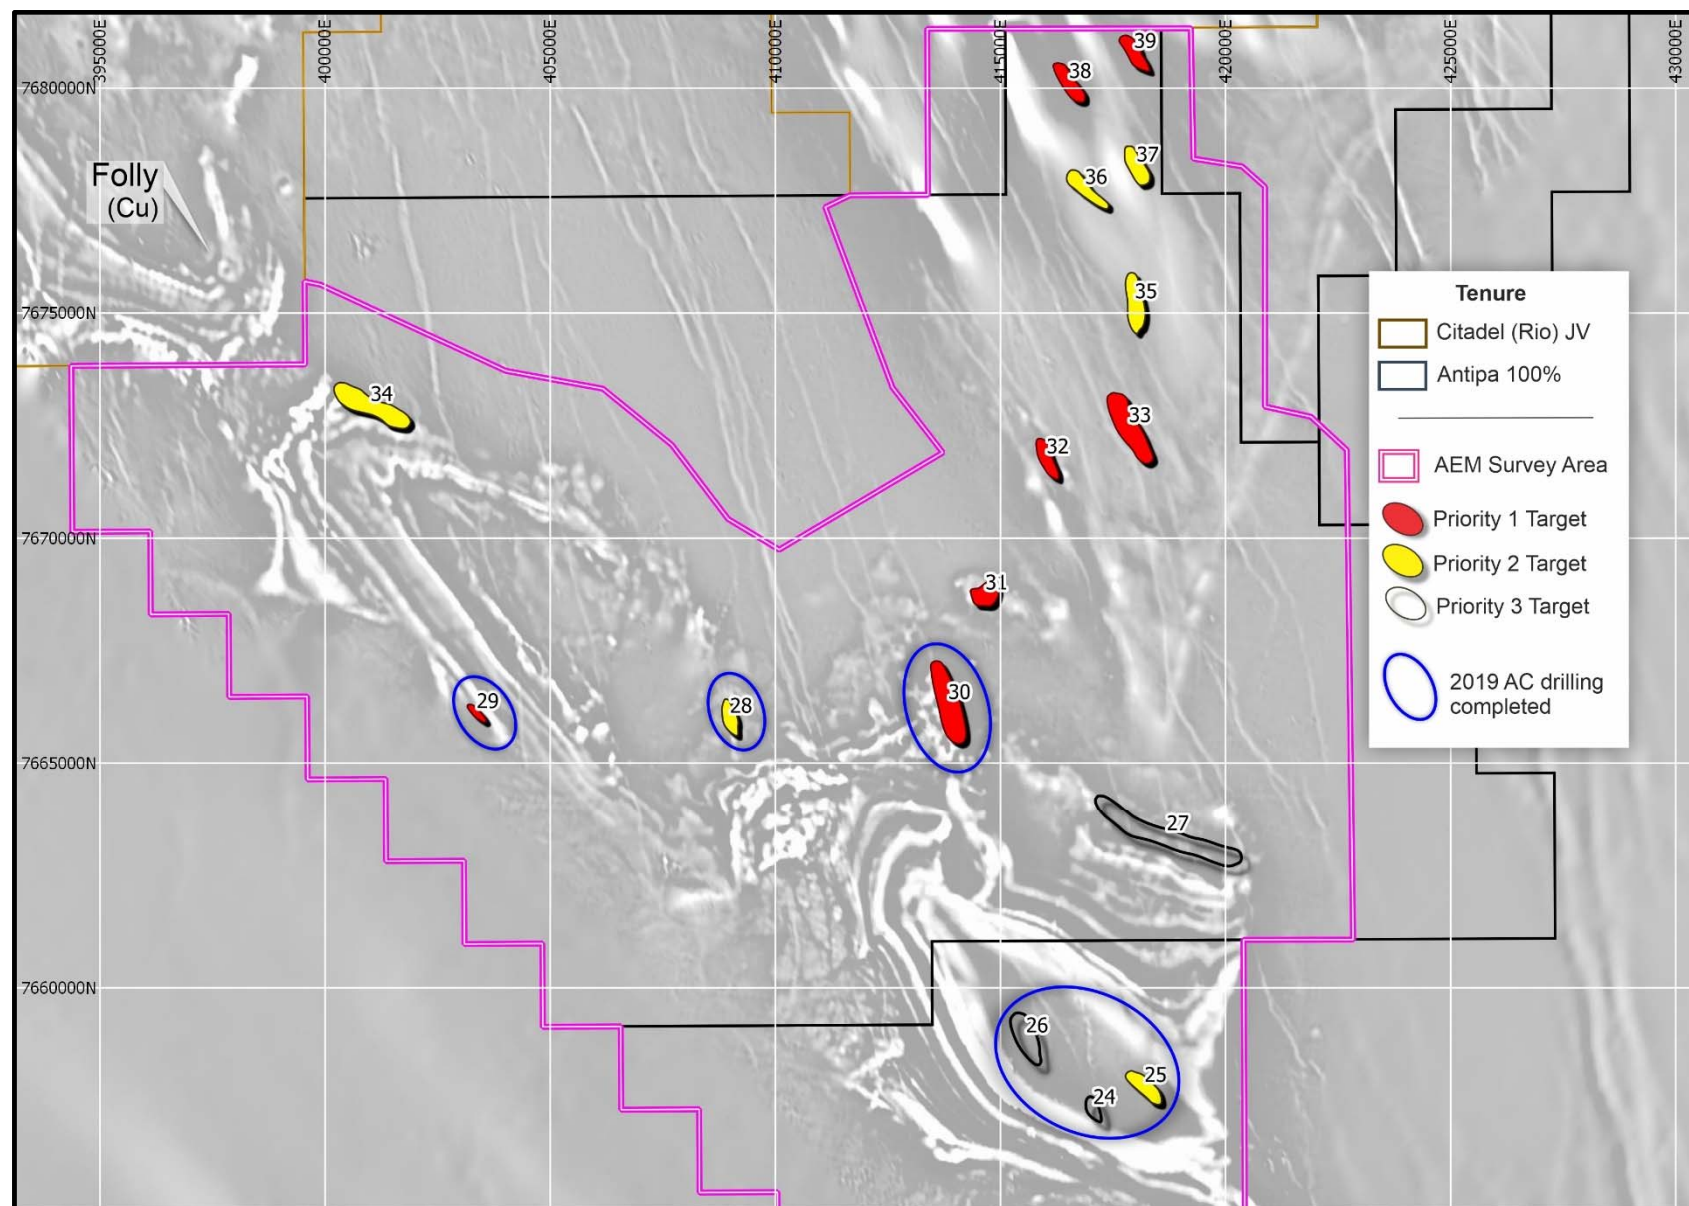 395000E
400000E
405000E
410000E
415000E
420000E
425000E
430000E
7680000N
7675000N
7670000N
7665000N
7660000N
Folly
(Cu)
39
38
37
36
35
34
33
32
31
30
29
28
27
26
25
24
Tenure
Citadel (Rio) JV
Antipa 100%
AEM Survey Area
Priority 1 Target
Priority 2 Target
Priority 3 Target
2019 AC drilling
completed